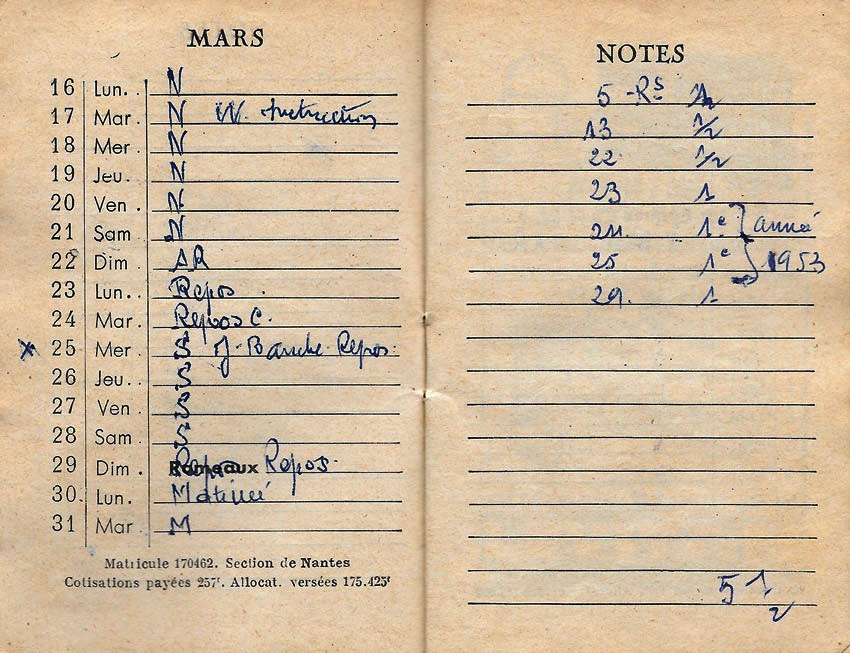 MARS
16 Lun. N
17 Mar. N W. Instruction
18 Mer. N
19 Jeu. N
20 Ven. N
21 Sam. N
22 Dim. AR
23 Lun. Repos.
24 Mar. Repos C.
25 Mer. S J. Repos.
26 Jeu. S
27 Ven. S
28 Sam. S
29 Dim. Rameaux Repos.
30 Lun. Matinée
31 Mar. M
Matricule 170462. Section de Nantes
Cotisations payées 257f. Allocat. versées 175.425f
NOTES
5 -Rs 1/2
13 1/2
22 1/2
23 1
24. 1e année
25 1e 1953
29. 1
5 1/2